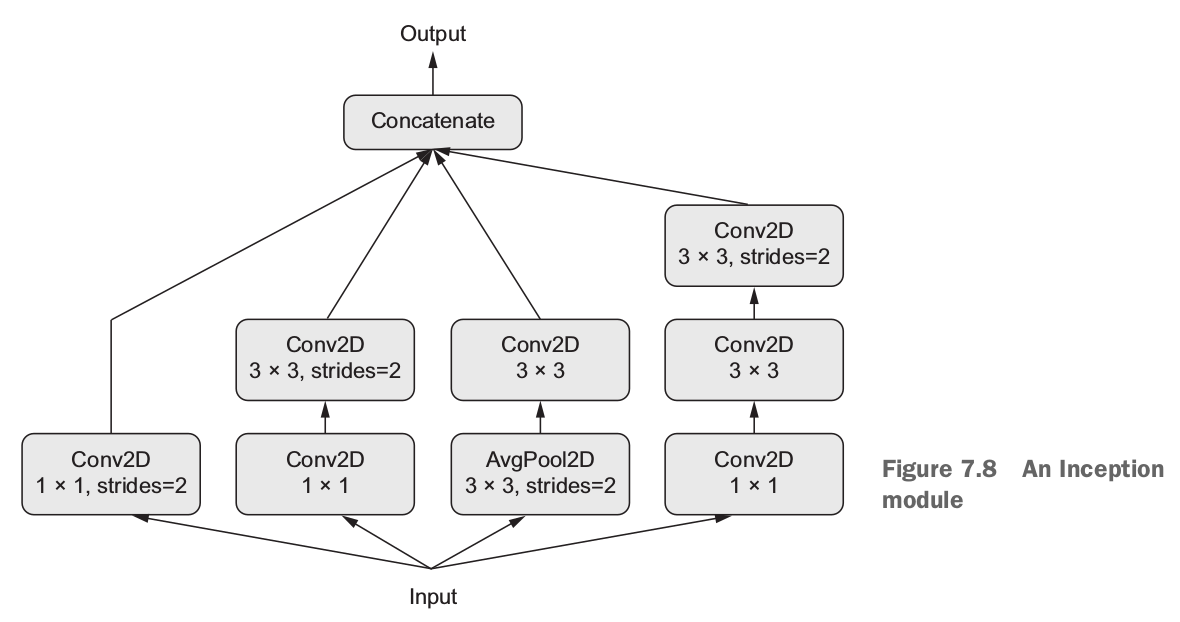 Output
Concatenate
Conv2D
3 × 3, strides=2
Conv2D
3 × 3, strides=2
Conv2D
3 × 3
Conv2D
3 × 3
Conv2D
1 × 1, strides=2
Conv2D
1 × 1
AvgPool2D
3 × 3, strides=2
Conv2D
1 × 1
Input
Figure 7.8 An Inception
module